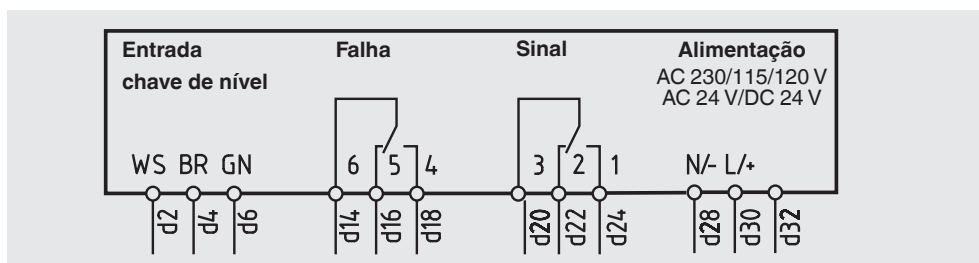 Entrada
chave de nível
Falha
Sinal
Alimentação
AC 230/115/120 V
AC 24 V/DC 24 V
WS BR GN
6 5 4
3 2 1
N/- L/+
d2 d4 d6
d14 d16 d18
d20 d22 d24
d28 d30 d32